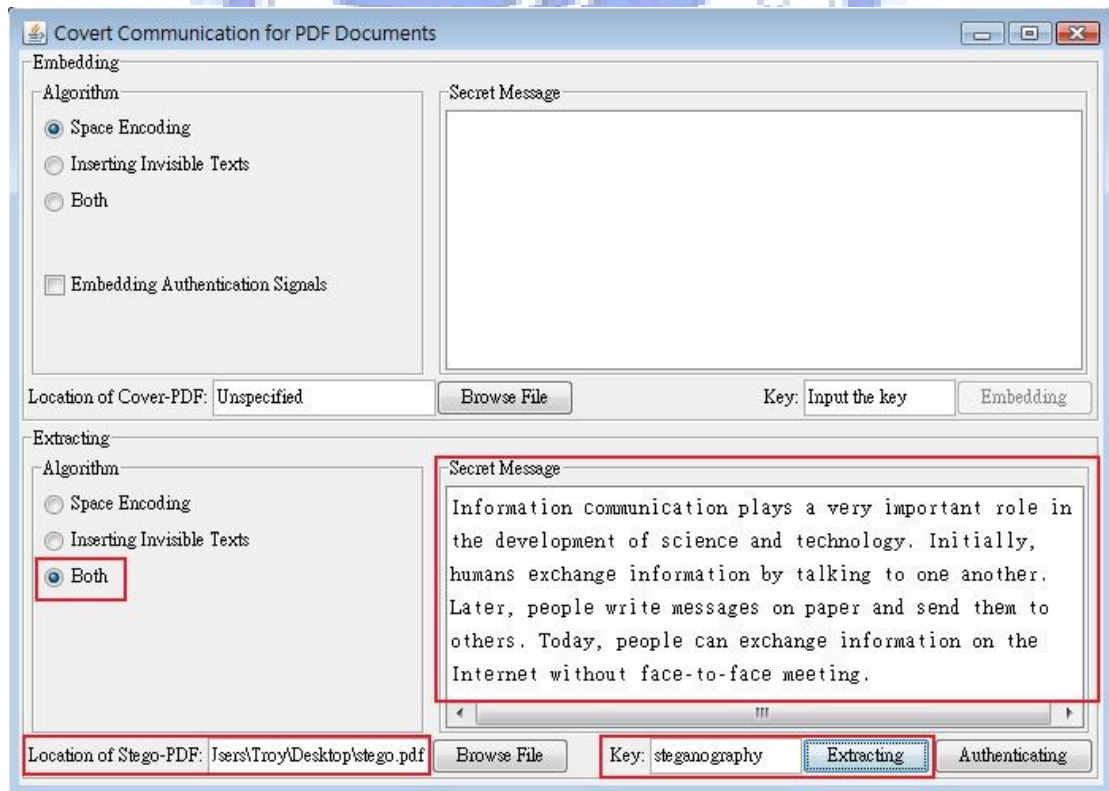 Covert Communication for PDF Documents
Embedding
Algorithm
Space Encoding
Inserting Invisible Texts
Both
Embedding Authentication Signals
Secret Message
Location of Cover-PDF: Unspecified
Browse File
Key: Input the key
Embedding
Extracting
Algorithm
Space Encoding
Inserting Invisible Texts
Both
Secret Message
Information communication plays a very important role in
the development of science and technology. Initially,
humans exchange information by talking to one another.
Later, people write messages on paper and send them to
others. Today, people can exchange information on the
Internet without face-to-face meeting.
Location of Stego-PDF: Jsers\Troy\Desktop\stego.pdf
Browse File
Key: steganography
Extracting
Authenticating